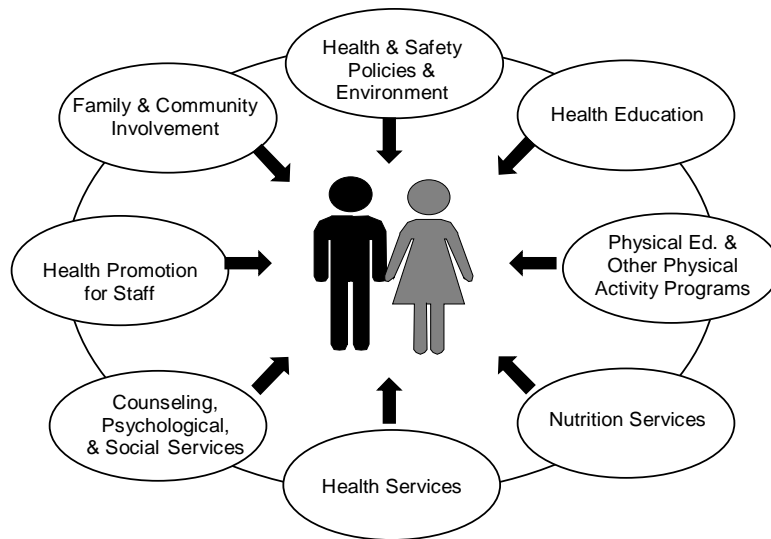 Health & Safety
Policies &
Environment
Family & Community
Involvement
Health Education
Health Promotion
for Staff
Physical Ed. &
Other Physical
Activity Programs
Counseling,
Psychological,
& Social Services
Nutrition Services
Health Services